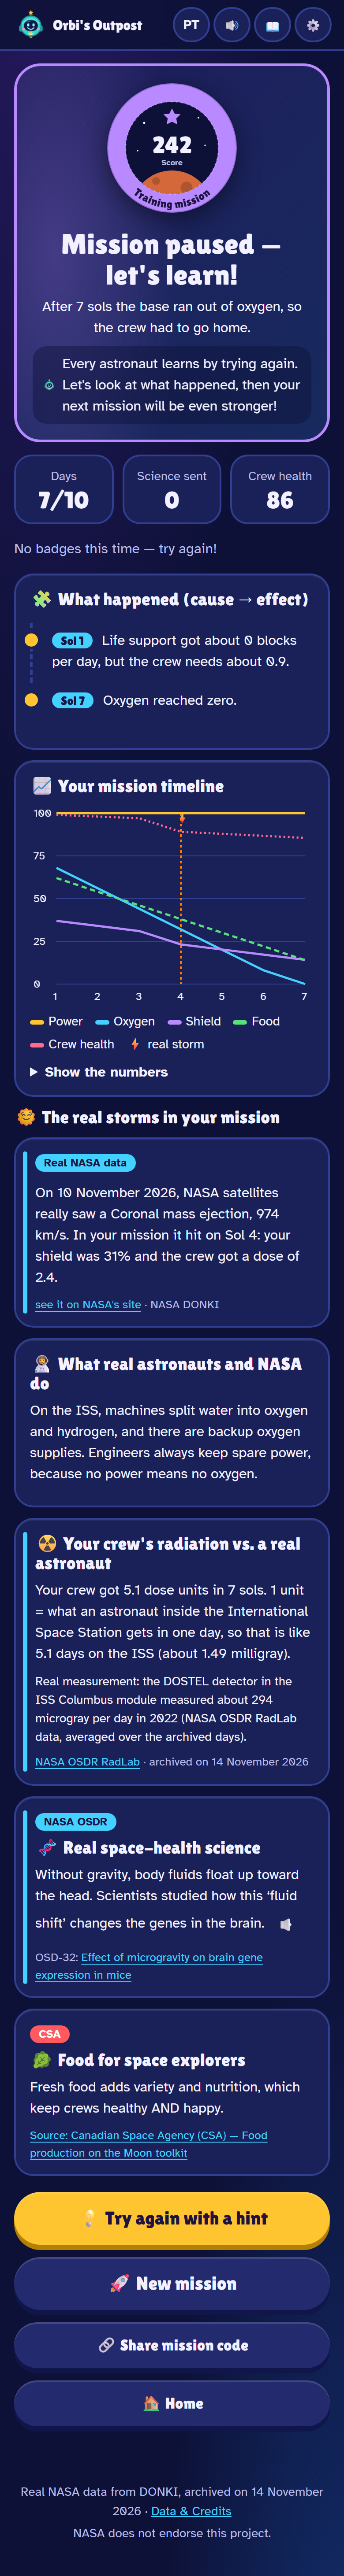 Orbi's Outpost
PT
242
Score
Training mission
Mission paused —
let's learn!
After 7 sols the base ran out of oxygen, so
the crew had to go home.
Every astronaut learns by trying again.
Let's look at what happened, then your
next mission will be even stronger!
Days
7/10
Science sent
0
Crew health
86
No badges this time — try again!
What happened (cause → effect)
Sol 1 Life support got about 0 blocks
per day, but the crew needs about 0.9.
Sol 7 Oxygen reached zero.
Your mission timeline
100
75
50
25
0
1 2 3 4 5 6 7
Power Oxygen Shield Food
Crew health real storm
▶ Show the numbers
The real storms in your mission
Real NASA data
On 10 November 2026, NASA satellites
really saw a Coronal mass ejection, 974
km/s. In your mission it hit on Sol 4: your
shield was 31% and the crew got a dose of
2.4.
see it on NASA's site · NASA DONKI
What real astronauts and NASA
do
On the ISS, machines split water into oxygen
and hydrogen, and there are backup oxygen
supplies. Engineers always keep spare power,
because no power means no oxygen.
Your crew's radiation vs. a real
astronaut
Your crew got 5.1 dose units in 7 sols. 1 unit
= what an astronaut inside the International
Space Station gets in one day, so that is like
5.1 days on the ISS (about 1.49 milligray).
Real measurement: the DOSTEL detector in the
ISS Columbus module measured about 294
microgray per day in 2022 (NASA OSDR RadLab
data, averaged over the archived days).
NASA OSDR RadLab · archived on 14 November 2026
NASA OSDR
Real space-health science
Without gravity, body fluids float up toward
the head. Scientists studied how this ‘fluid
shift’ changes the genes in the brain.
OSD-32: Effect of microgravity on brain gene
expression in mice
CSA
Food for space explorers
Fresh food adds variety and nutrition, which
keep crews healthy AND happy.
Source: Canadian Space Agency (CSA) — Food
production on the Moon toolkit
Try again with a hint
New mission
Share mission code
Home
Real NASA data from DONKI, archived on 14 November
2026 · Data & Credits
NASA does not endorse this project.